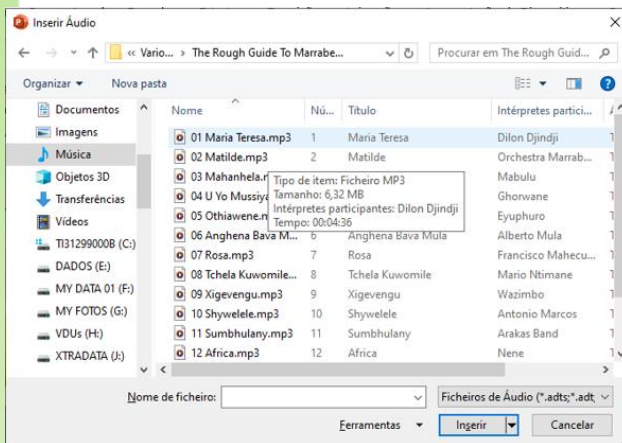 Inserir Áudio
« Vario... › The Rough Guide To Marrabe...
Procurar em The Rough Guid...
Organizar
Nova pasta
Documentos
Imagens
Música
Objetos 3D
Transferências
Vídeos
TI31299000B (C:)
DADOS (E:)
MY DATA 01 (F:)
MY FOTOS (G:)
VDUs (H:)
XTRADATA (J:)
Nome Nú... Título Intérpretes partici...
01 Maria Teresa.mp3 1 Maria Teresa Dilon Djindji
02 Matilde.mp3 2 Matilde Orchestra Marrab...
03 Mahanhela. Mabulu
04 U Yo Mussiy Ghorwane
05 Othiawene. Eyuphuro
06 Anghena Bava M... 6 Anghena Bava Mula Alberto Mula
07 Rosa.mp3 7 Rosa Francisco Mahecu...
08 Tchela Kuwomile... 8 Tchela Kuwomile Mario Ntimane
09 Xigevengu.mp3 9 Xigevengu Wazimbo
10 Shywelele.mp3 10 Shywelele Antonio Marcos
11 Sumbhulany.mp3 11 Sumbhulany Arakas Band
12 Africa.mp3 12 Africa Nene
Tipo de item: Ficheiro MP3
Tamanho: 6,32 MB
Intérpretes participantes: Dilon Djindji
Tempo: 00:04:36
Nome de ficheiro:
Ficheiros de Áudio (*.adts;*.adt;
Ferramentas
Inserir
Cancelar